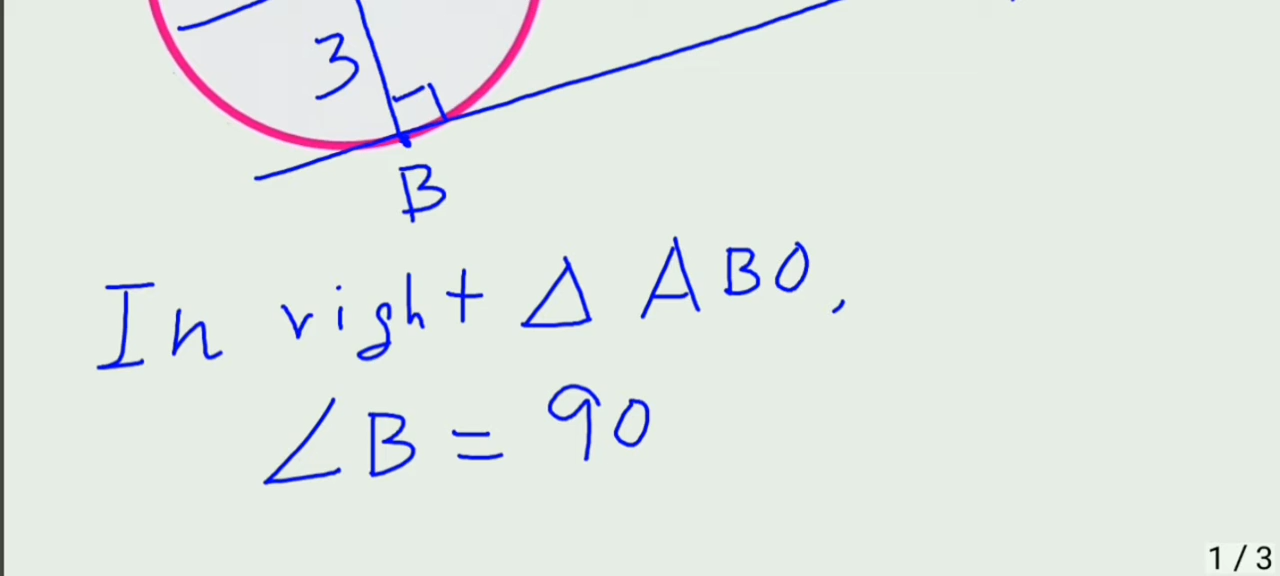 3
B
In right Δ ABO,
∠B = 90
1/3